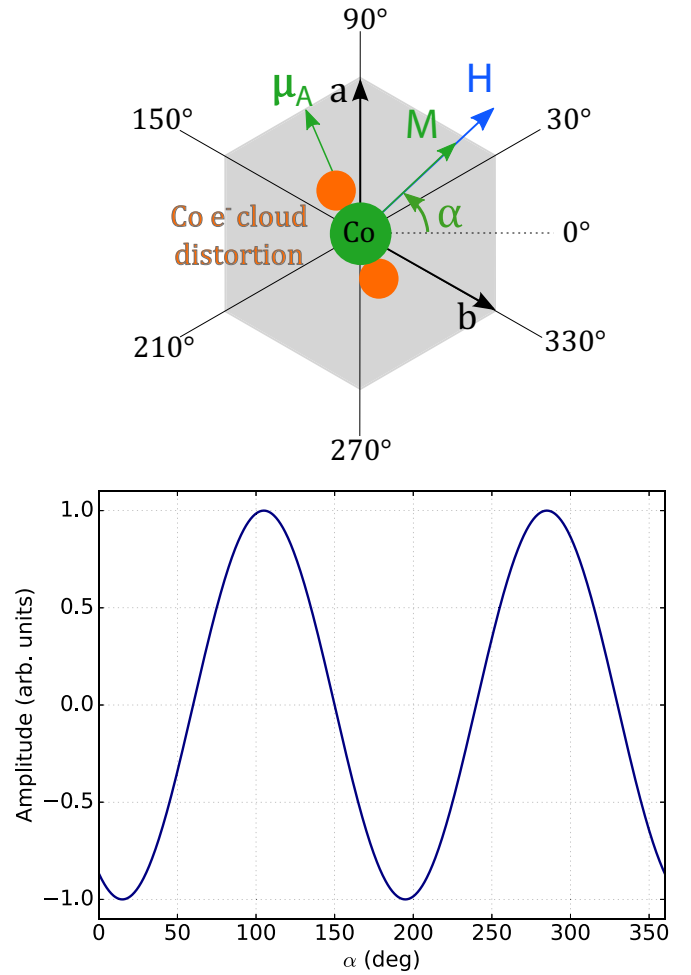 90°
H
μ_A
a
M
150°
30°
Co e⁻ cloud
distortion
Co
α
0°
b
210°
330°
270°
1.0
0.5
0.0
−0.5
−1.0
Amplitude (arb. units)
0 50 100 150 200 250 300 350
α (deg)